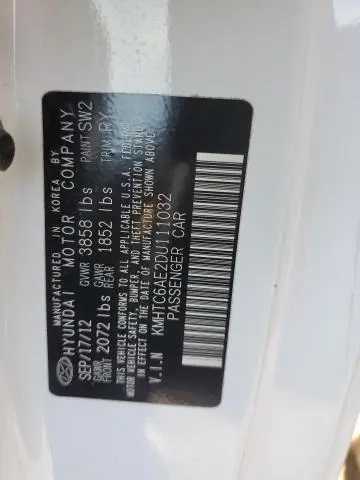 MANUFACTURED IN KOREA BY
HYUNDAI MOTOR COMPANY
SEP/17/12 GVWR 3858 lbs PAINT SW2
GAWR FRONT 2072 lbs GAWR REAR 1852 lbs TRIM RY
THIS VEHICLE CONFORMS TO ALL APPLICABLE U.S.A. FEDERAL
MOTOR VEHICLE SAFETY BUMPER AND THEFT PREVENTION STANDARDS
IN EFFECT ON THE DATE OF MANUFACTURE SHOWN ABOVE
V.I.N KMHTC6AE2DU111032
PASSENGER CAR